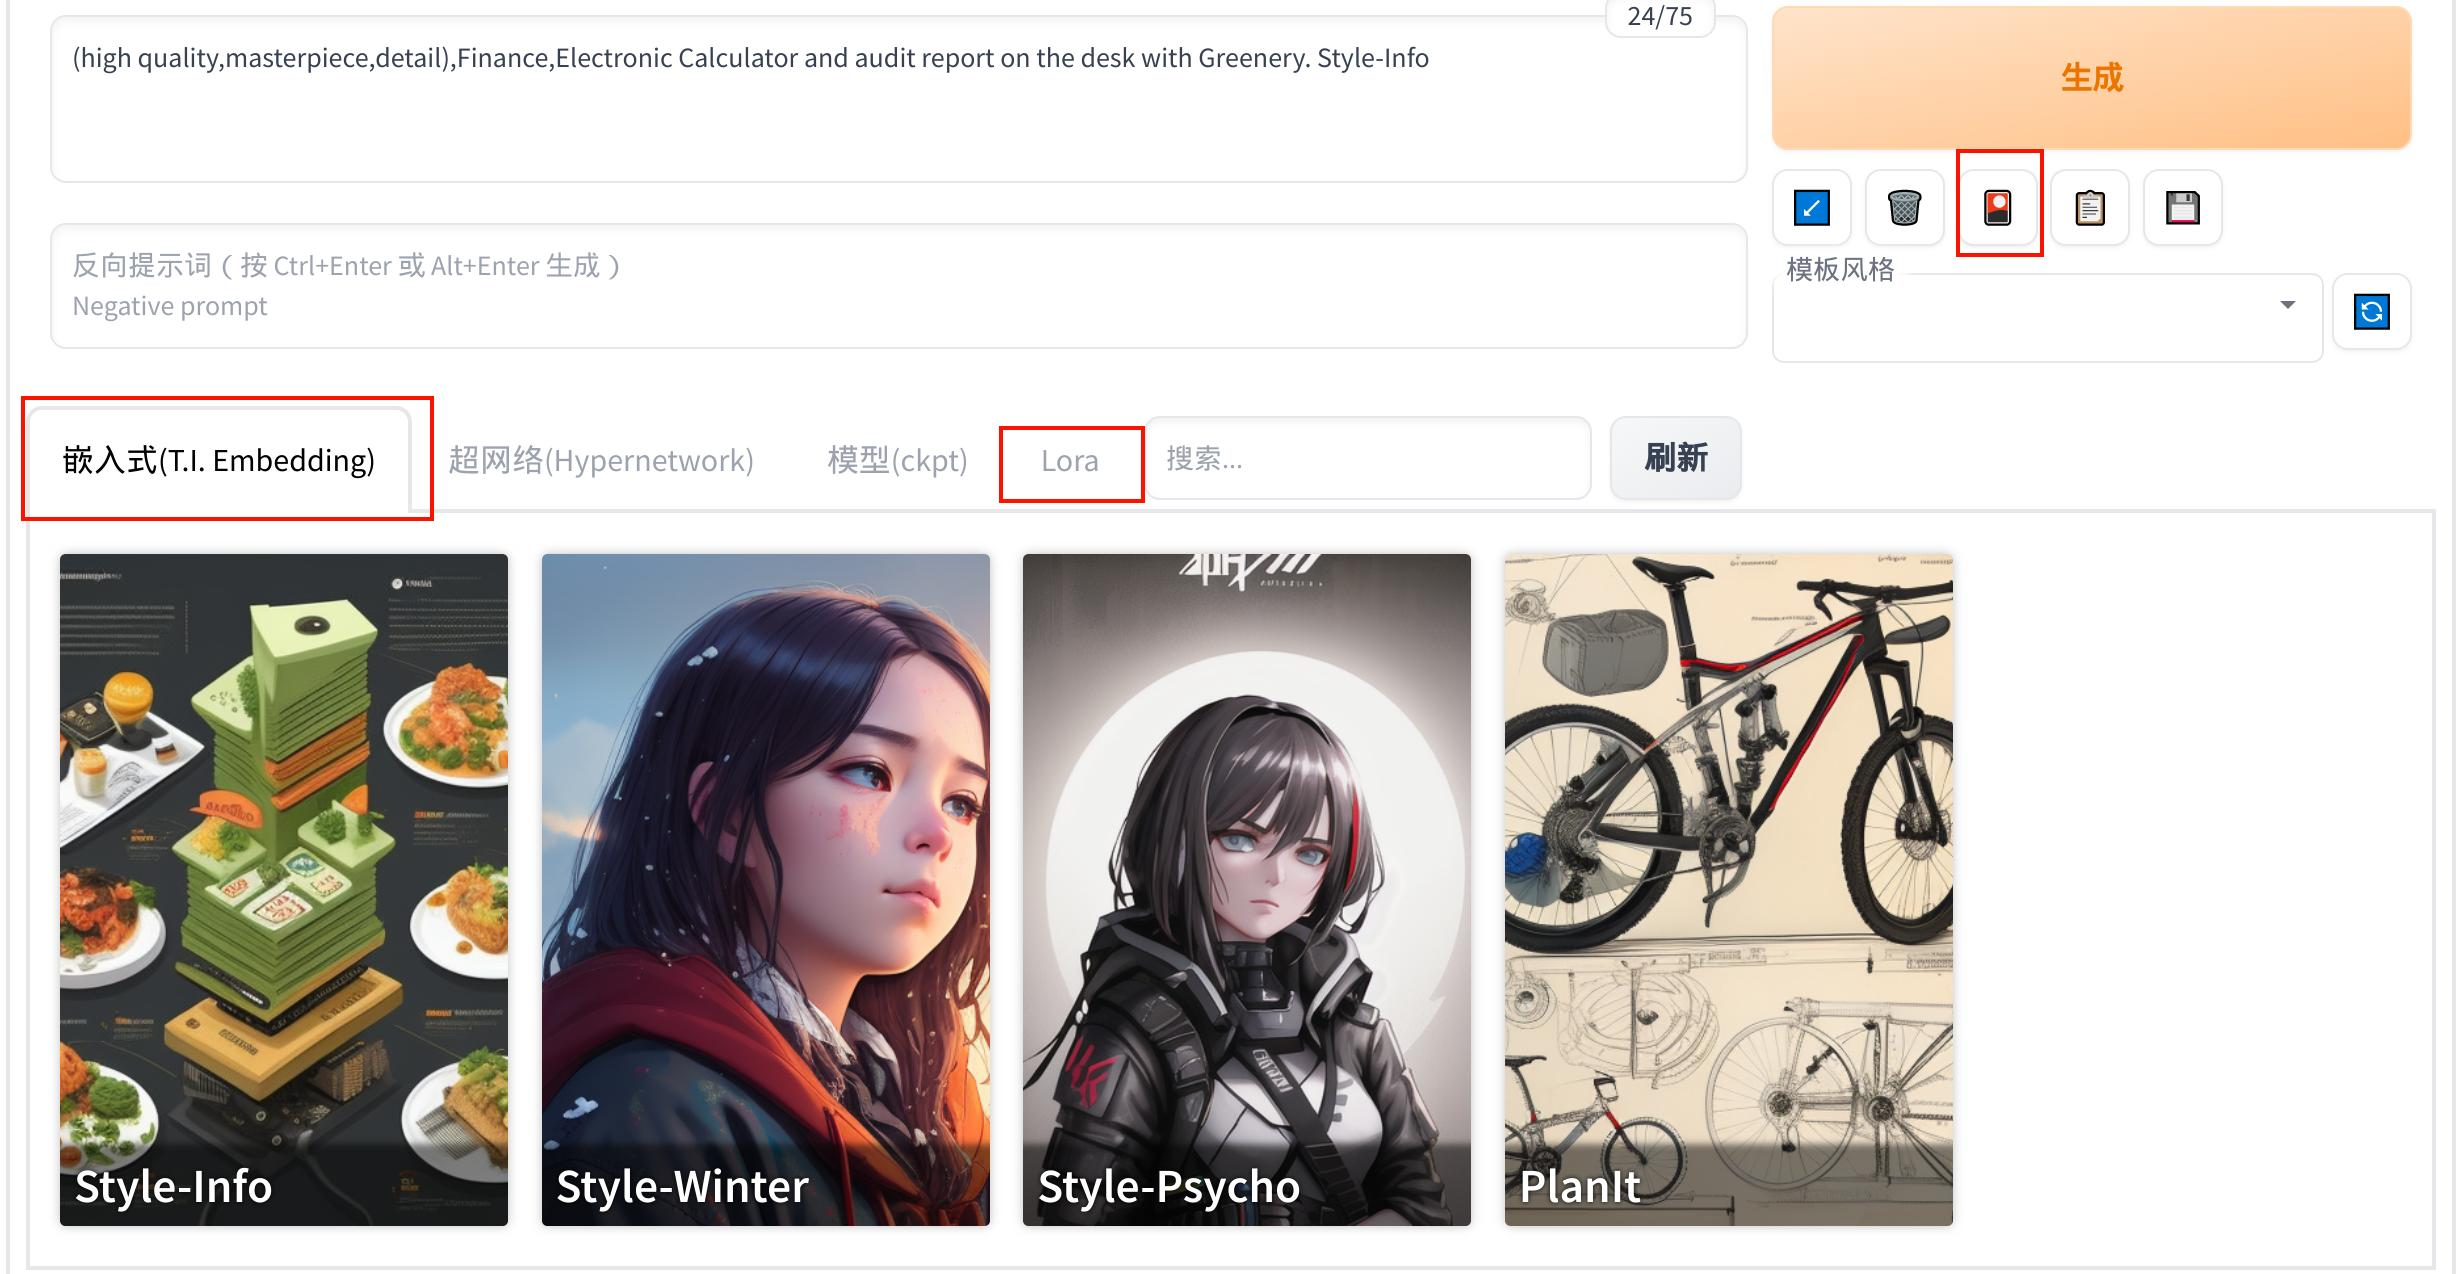 24/75
(high quality,masterpiece,detail),Finance,Electronic Calculator and audit report on the desk with Greenery. Style-Info
生成
反向提示词（按 Ctrl+Enter 或 Alt+Enter 生成）
Negative prompt
模板风格
嵌入式(T.I. Embedding)
超网络(Hypernetwork)
模型(ckpt)
Lora
搜索...
刷新
Style-Info
Style-Winter
Style-Psycho
PlanIt